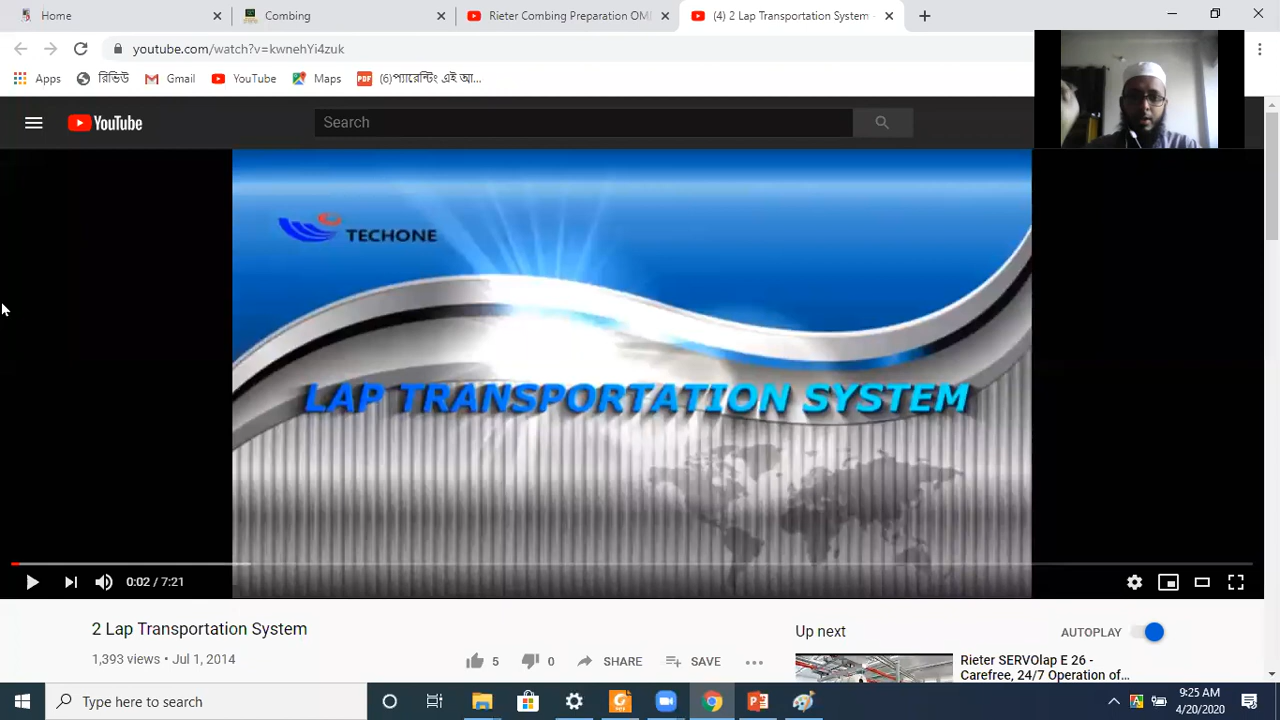 Home
Combing
Rieter Combing Preparation OME
(4) 2 Lap Transportation System -
youtube.com/watch?v=kwnehYi4zuk
Apps
রিভিউ
Gmail
YouTube
Maps
PDF
(6)প্যারেন্টিং এই আ...
YouTube
Search
TECHONE
LAP TRANSPORTATION SYSTEM
0:02 / 7:21
2 Lap Transportation System
1,393 views • Jul 1, 2014
5
0
SHARE
SAVE
Up next
AUTOPLAY
Rieter SERVOlap E 26 -
Carefree, 24/7 Operation of...
Type here to search
9:25 AM
4/20/2020